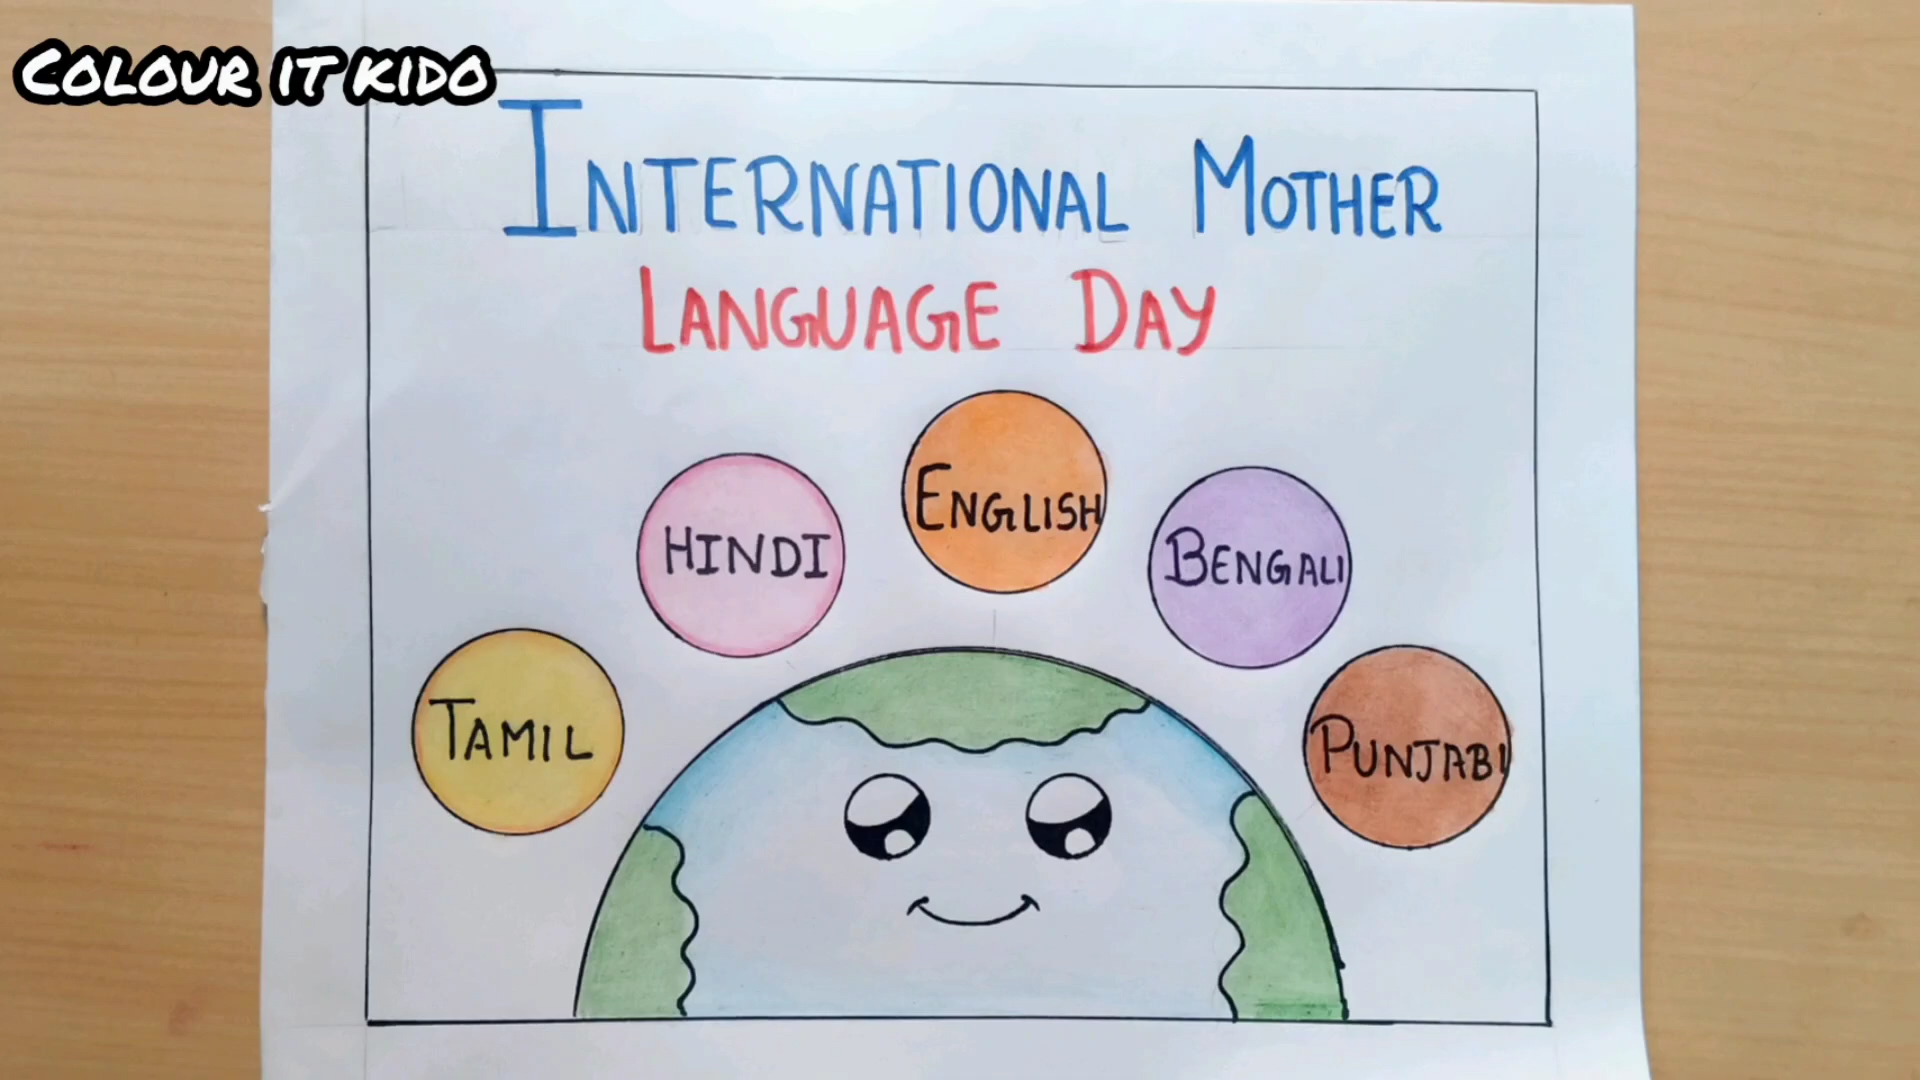 COLOUR IT KIDO
INTERNATIONAL MOTHER
LANGUAGE DAY
ENGLISH
HINDI
BENGALI
TAMIL
PUNJABI